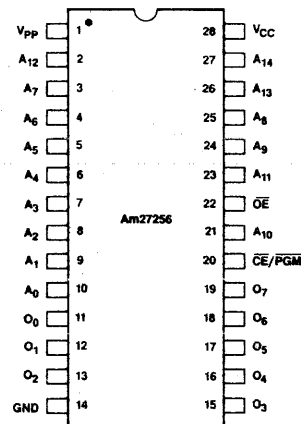 VPP 1 28 VCC
A12 2 27 A14
A7 3 26 A13
A6 4 25 A8
A5 5 24 A9
A4 6 23 A11
A3 7 22 OE
Am27256
A2 8 21 A10
A1 9 20 CE/PGM
A0 10 19 O7
O0 11 18 O6
O1 12 17 O5
O2 13 16 O4
GND 14 15 O3